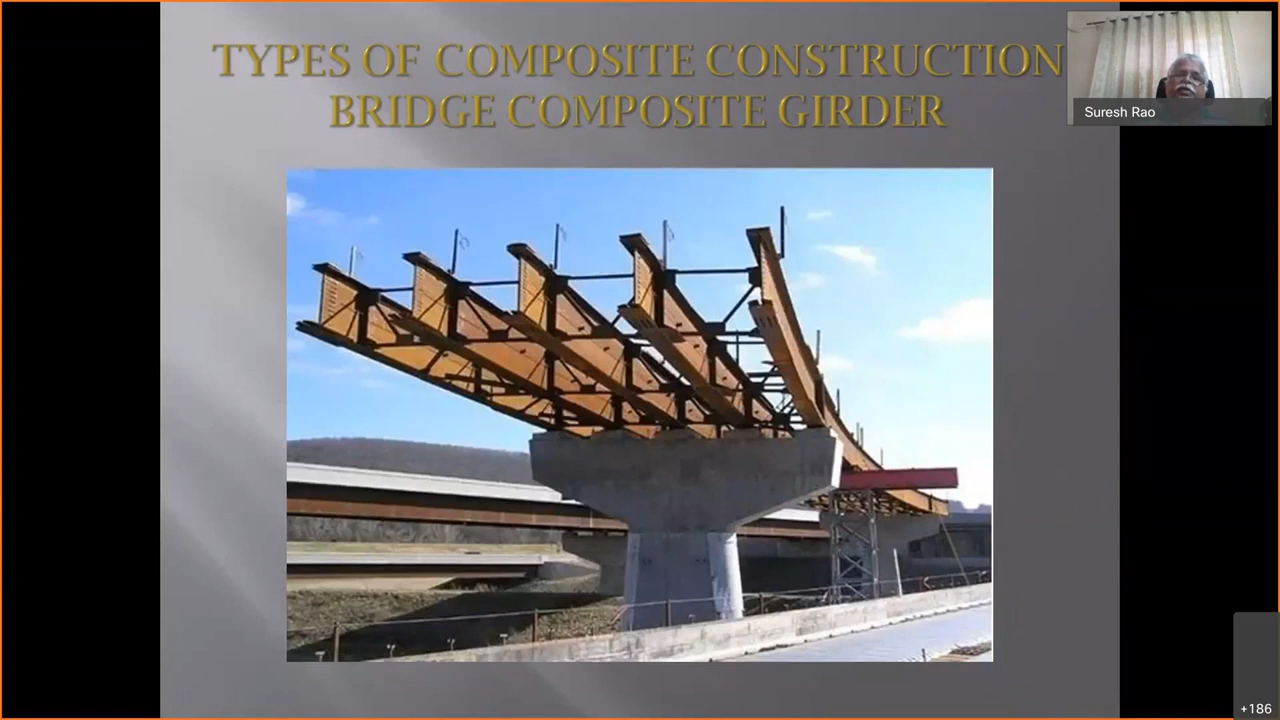 TYPES OF COMPOSITE CONSTRUCTION
BRIDGE COMPOSITE GIRDER
Suresh Rao
+186